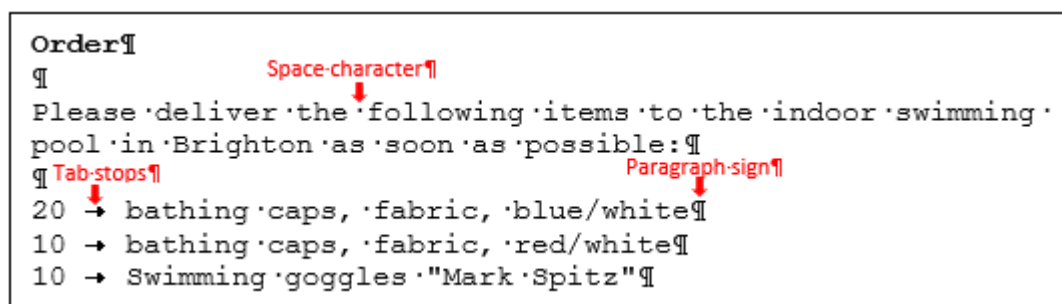 Order¶
¶
Space·character¶
Please·deliver·the·following·items·to·the·indoor·swimming·
pool·in·Brighton·as·soon·as·possible:¶
¶
Tab·stops¶
Paragraph·sign¶
20 → bathing·caps,·fabric,·blue/white¶
10 → bathing·caps,·fabric,·red/white¶
10 → Swimming·goggles·"Mark·Spitz"¶